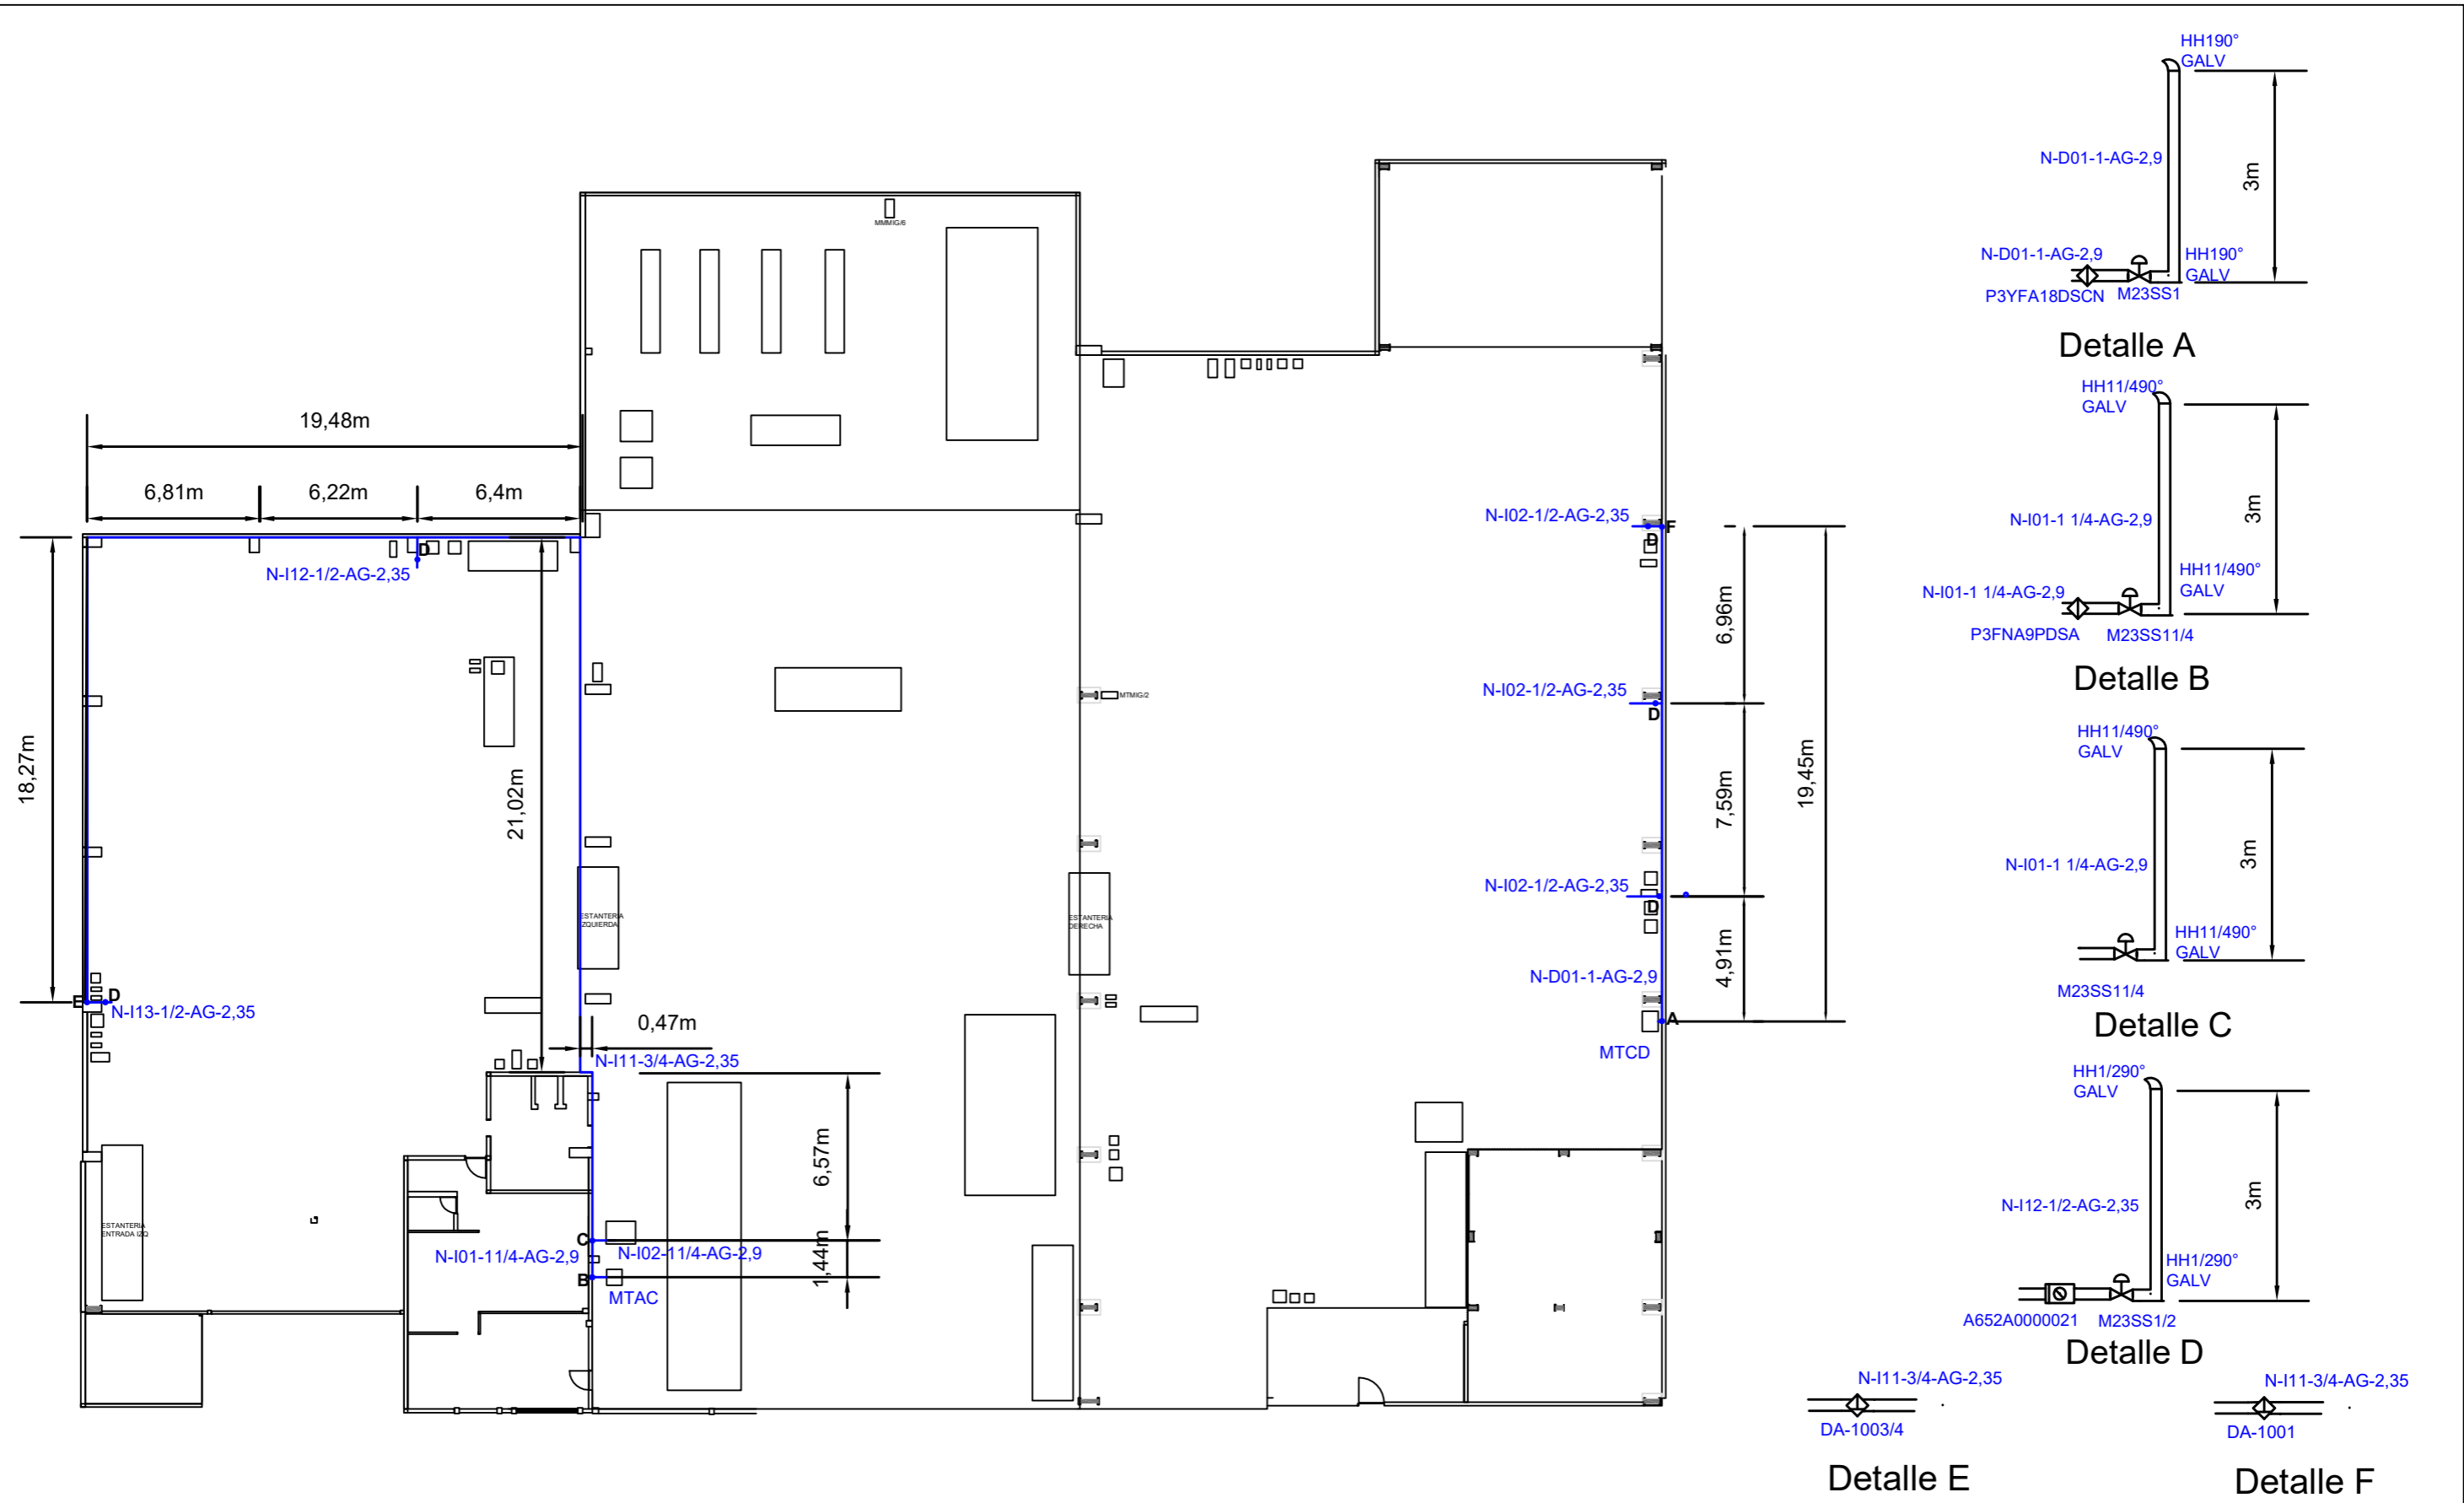 MMMIG/6
19,48m
6,81m
6,22m
6,4m
D
N-I12-1/2-AG-2,35
18,27m
21,02m
E
D
N-I13-1/2-AG-2,35
ESTANTERIA
IZQUIERDA
0,47m
N-I11-3/4-AG-2,35
6,57m
1,44m
C
N-I01-11/4-AG-2,9
N-I02-11/4-AG-2,9
B
MTAC
ESTANTERIA
ENTRADA IZQ
MTMIG/2
ESTANTERIA
DERECHA
N-I02-1/2-AG-2,35
F
D
N-I02-1/2-AG-2,35
D
N-I02-1/2-AG-2,35
D
N-D01-1-AG-2,9
A
MTCD
6,96m
7,59m
4,91m
19,45m
HH190°
GALV
N-D01-1-AG-2,9
3m
N-D01-1-AG-2,9
HH190°
GALV
P3YFA18DSCN
M23SS1
Detalle A
HH11/490°
GALV
N-I01-1 1/4-AG-2,9
3m
N-I01-1 1/4-AG-2,9
HH11/490°
GALV
P3FNA9PDSA
M23SS11/4
Detalle B
HH11/490°
GALV
N-I01-1 1/4-AG-2,9
3m
HH11/490°
GALV
M23SS11/4
Detalle C
HH1/290°
GALV
N-I12-1/2-AG-2,35
3m
HH1/290°
GALV
A652A0000021
M23SS1/2
Detalle D
N-I11-3/4-AG-2,35
DA-1003/4
Detalle E
N-I11-3/4-AG-2,35
DA-1001
Detalle F